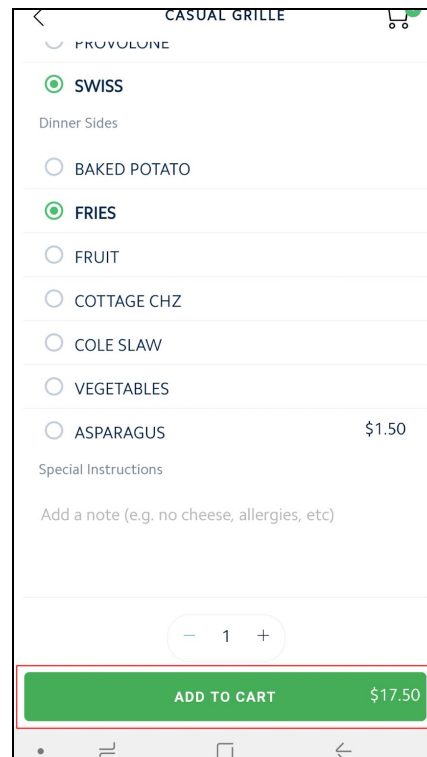 CASUAL GRILLE
PROVOLONE
SWISS
Dinner Sides
BAKED POTATO
FRIES
FRUIT
COTTAGE CHZ
COLE SLAW
VEGETABLES
ASPARAGUS $1.50
Special Instructions
Add a note (e.g. no cheese, allergies, etc)
− 1 +
ADD TO CART $17.50